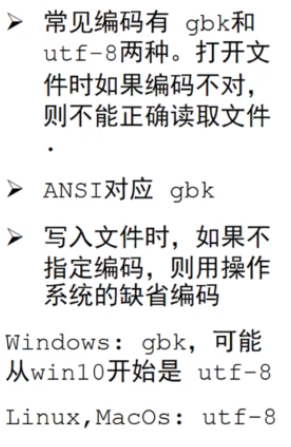 ➢ 常见编码有 gbk和
utf-8两种。打开文
件时如果编码不对，
则不能正确读取文件
.
➢ ANSI对应 gbk
➢ 写入文件时，如果不
指定编码，则用操作
系统的缺省编码
Windows: gbk，可能
从win10开始是 utf-8
Linux,MacOs: utf-8